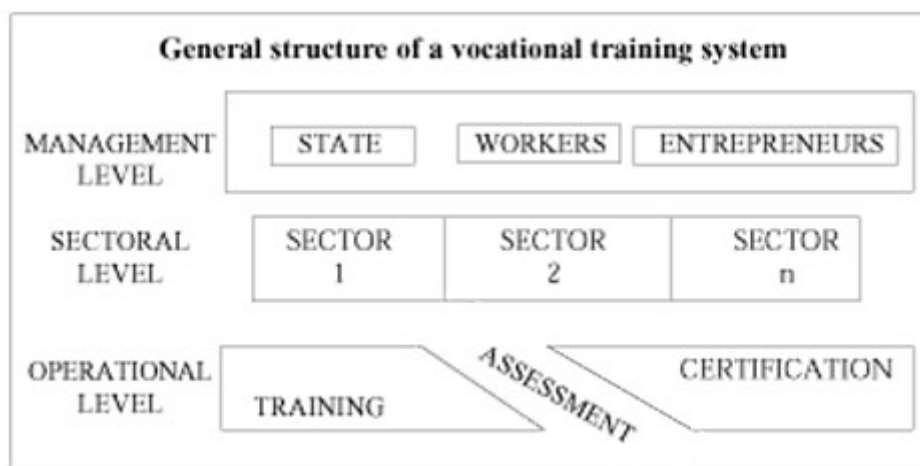 General structure of a vocational training system
MANAGEMENT
LEVEL
STATE
WORKERS
ENTREPRENEURS
SECTORAL
LEVEL
SECTOR
1
SECTOR
2
SECTOR
n
OPERATIONAL
LEVEL
TRAINING
ASSESSMENT
CERTIFICATION